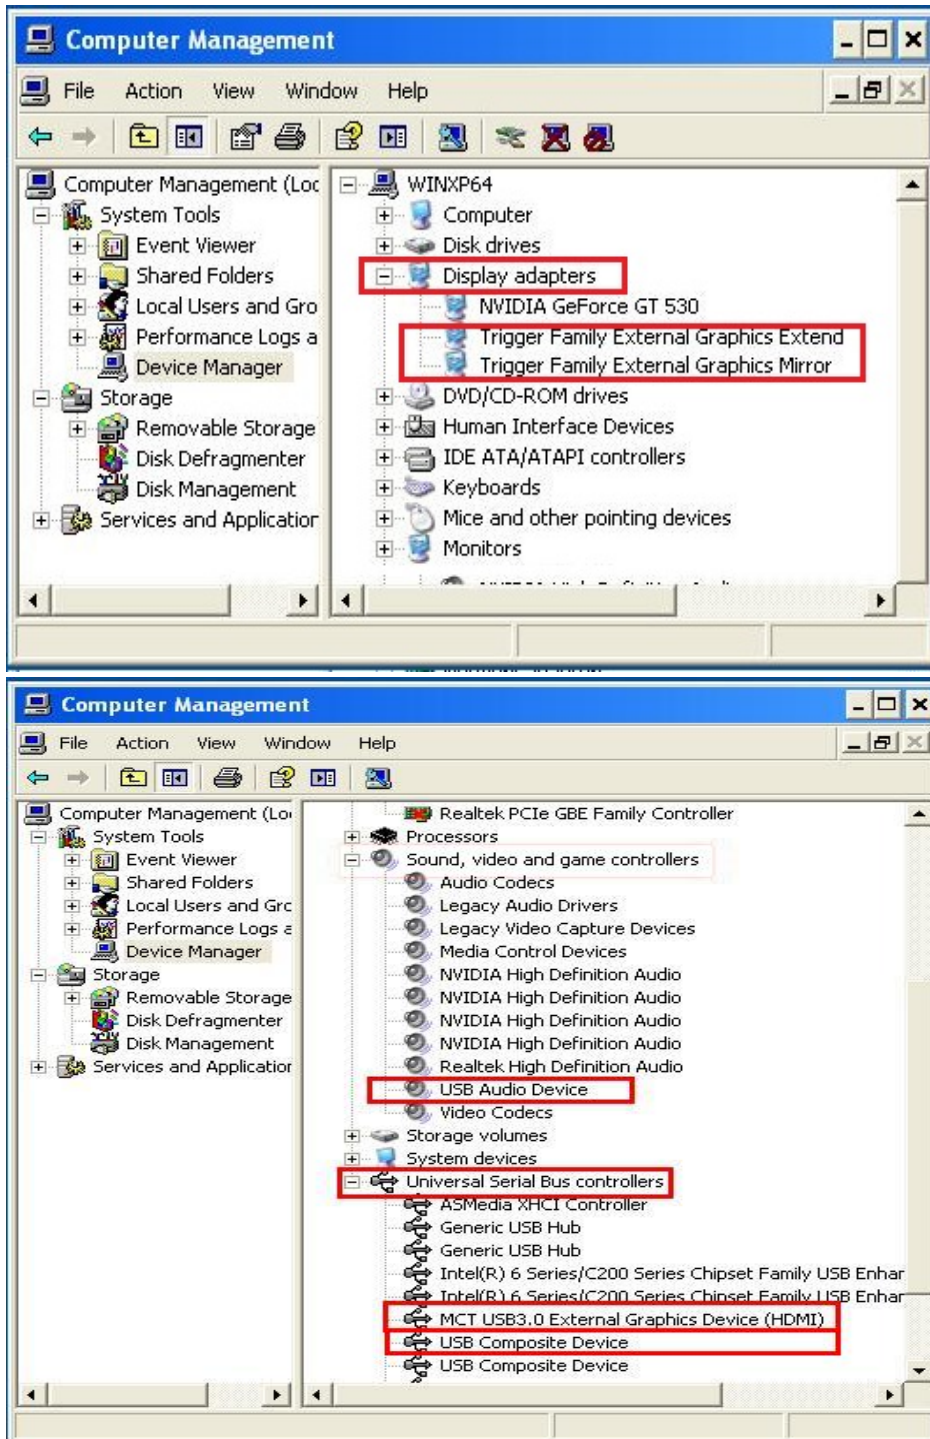 Computer Management
File Action View Window Help
Computer Management (Loc
System Tools
Event Viewer
Shared Folders
Local Users and Gro
Performance Logs a
Device Manager
Storage
Removable Storage
Disk Defragmenter
Disk Management
Services and Application
WINXP64
Computer
Disk drives
Display adapters
NVIDIA GeForce GT 530
Trigger Family External Graphics Extend
Trigger Family External Graphics Mirror
DVD/CD-ROM drives
Human Interface Devices
IDE ATA/ATAPI controllers
Keyboards
Mice and other pointing devices
Monitors
Computer Management
File Action View Window Help
Computer Management (Lo
System Tools
Event Viewer
Shared Folders
Local Users and Grc
Performance Logs a
Device Manager
Storage
Removable Storage
Disk Defragmenter
Disk Management
Services and Application
Realtek PCIe GBE Family Controller
Processors
Sound, video and game controllers
Audio Codecs
Legacy Audio Drivers
Legacy Video Capture Devices
Media Control Devices
NVIDIA High Definition Audio
NVIDIA High Definition Audio
NVIDIA High Definition Audio
NVIDIA High Definition Audio
Realtek High Definition Audio
USB Audio Device
Video Codecs
Storage volumes
System devices
Universal Serial Bus controllers
ASMedia XHCI Controller
Generic USB Hub
Generic USB Hub
Intel(R) 6 Series/C200 Series Chipset Family USB Enhar
Intel(R) 6 Series/C200 Series Chipset Family USB Enhar
MCT USB3.0 External Graphics Device (HDMI)
USB Composite Device
USB Composite Device